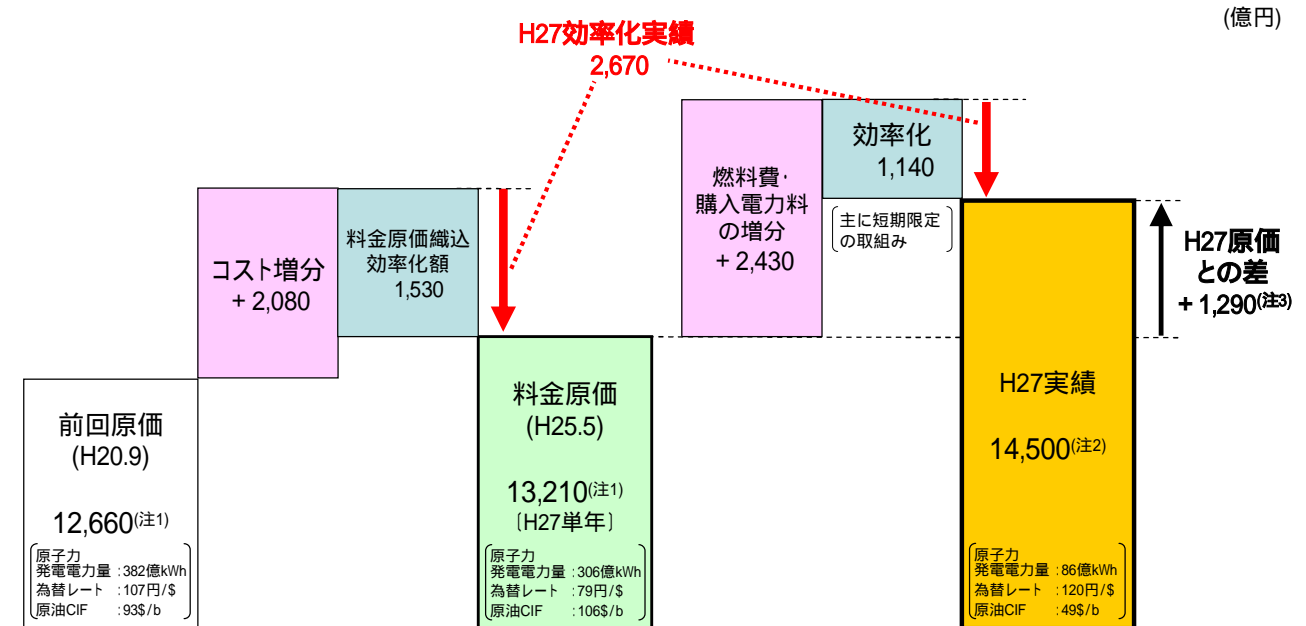 (億円)
H27効率化実績
2,670
前回原価
(H20.9)
12,660(注1)
原子力
発電電力量:382億kWh
為替レート:107円/$
原油CIF:93$/b
コスト増分
+ 2,080
料金原価織込
効率化額
1,530
料金原価
(H25.5)
13,210(注1)
〔H27単年〕
原子力
発電電力量:306億kWh
為替レート:79円/$
原油CIF:106$/b
燃料費・
購入電力料
の増分
+ 2,430
効率化
1,140
主に短期限定
の取組み
H27実績
14,500(注2)
原子力
発電電力量:86億kWh
為替レート:120円/$
原油CIF:49$/b
H27原価
との差
+ 1,290(注3)